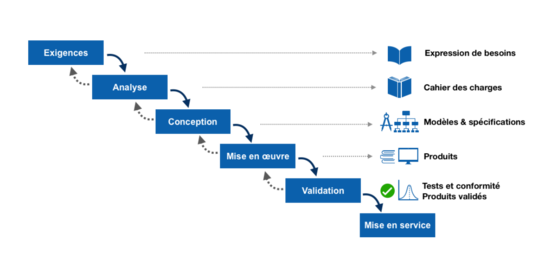 Exigences
Expression de besoins
Analyse
Cahier des charges
Conception
Modèles & spécifications
Mise en œuvre
Produits
Validation
Tests et conformité
Produits validés
Mise en service